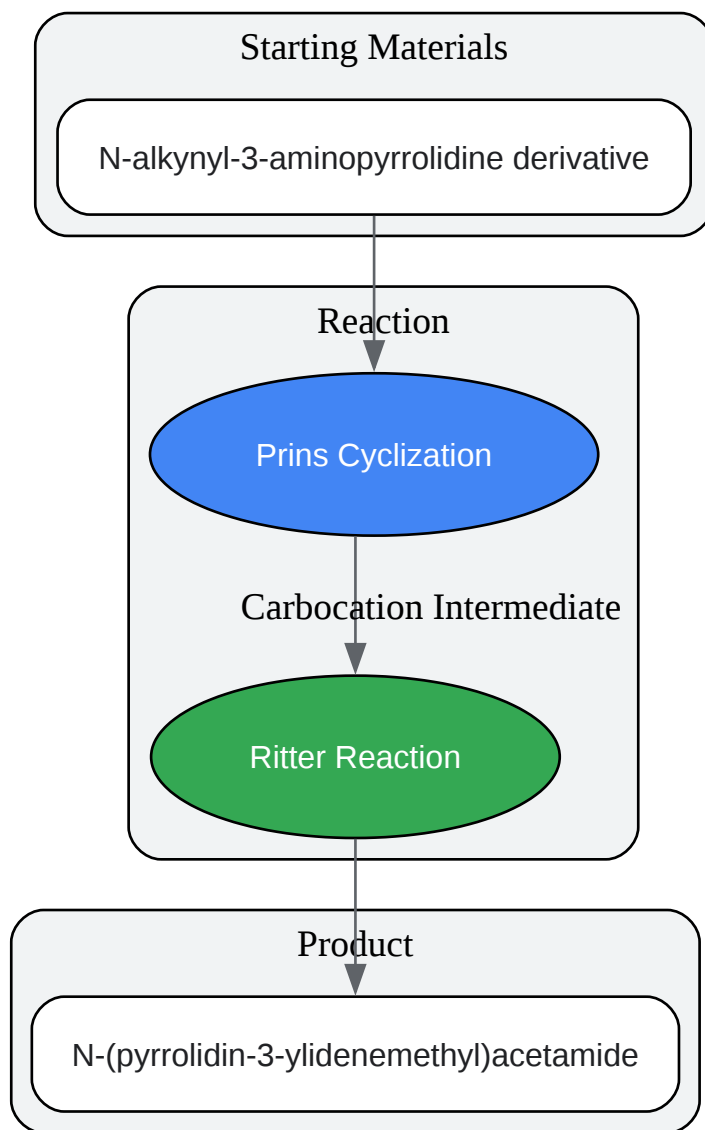 Starting Materials
N-alkynyl-3-aminopyrrolidine derivative
Reaction
Prins Cyclization
Carbocation Intermediate
Ritter Reaction
Product
N-(pyrrolidin-3-ylidenemethyl)acetamide